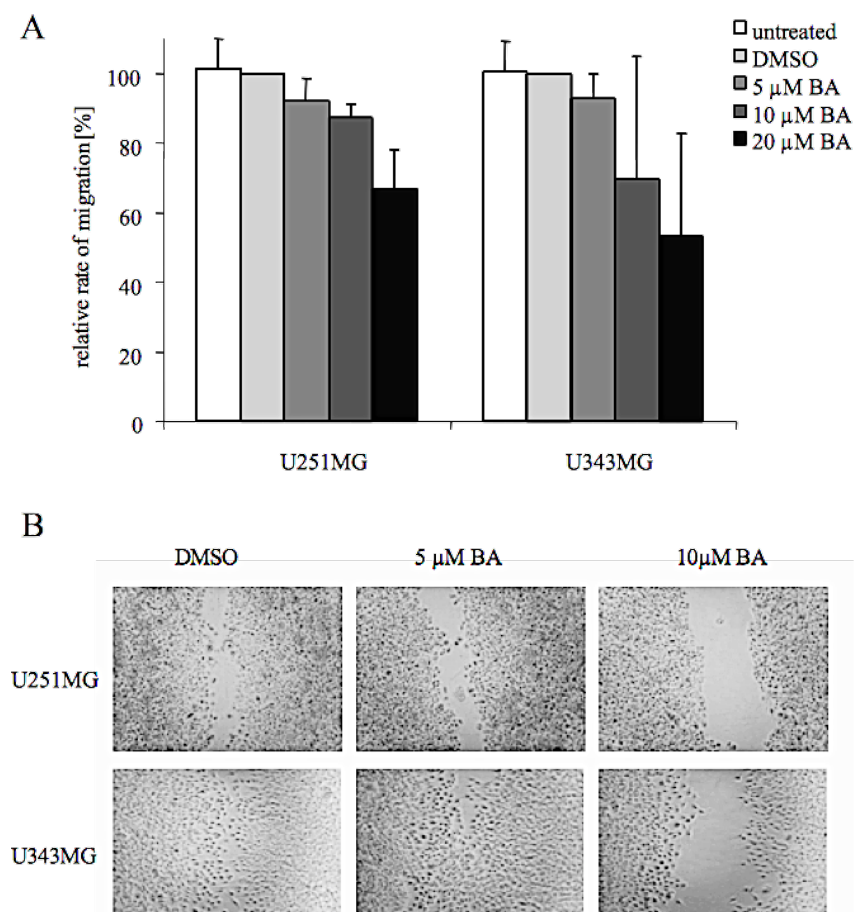 A
relative rate of migration[%]
100
80
60
40
20
0
U251MG
U343MG
untreated
DMSO
5 µM BA
10 µM BA
20 µM BA
B
DMSO
5 µM BA
10µM BA
U251MG
U343MG